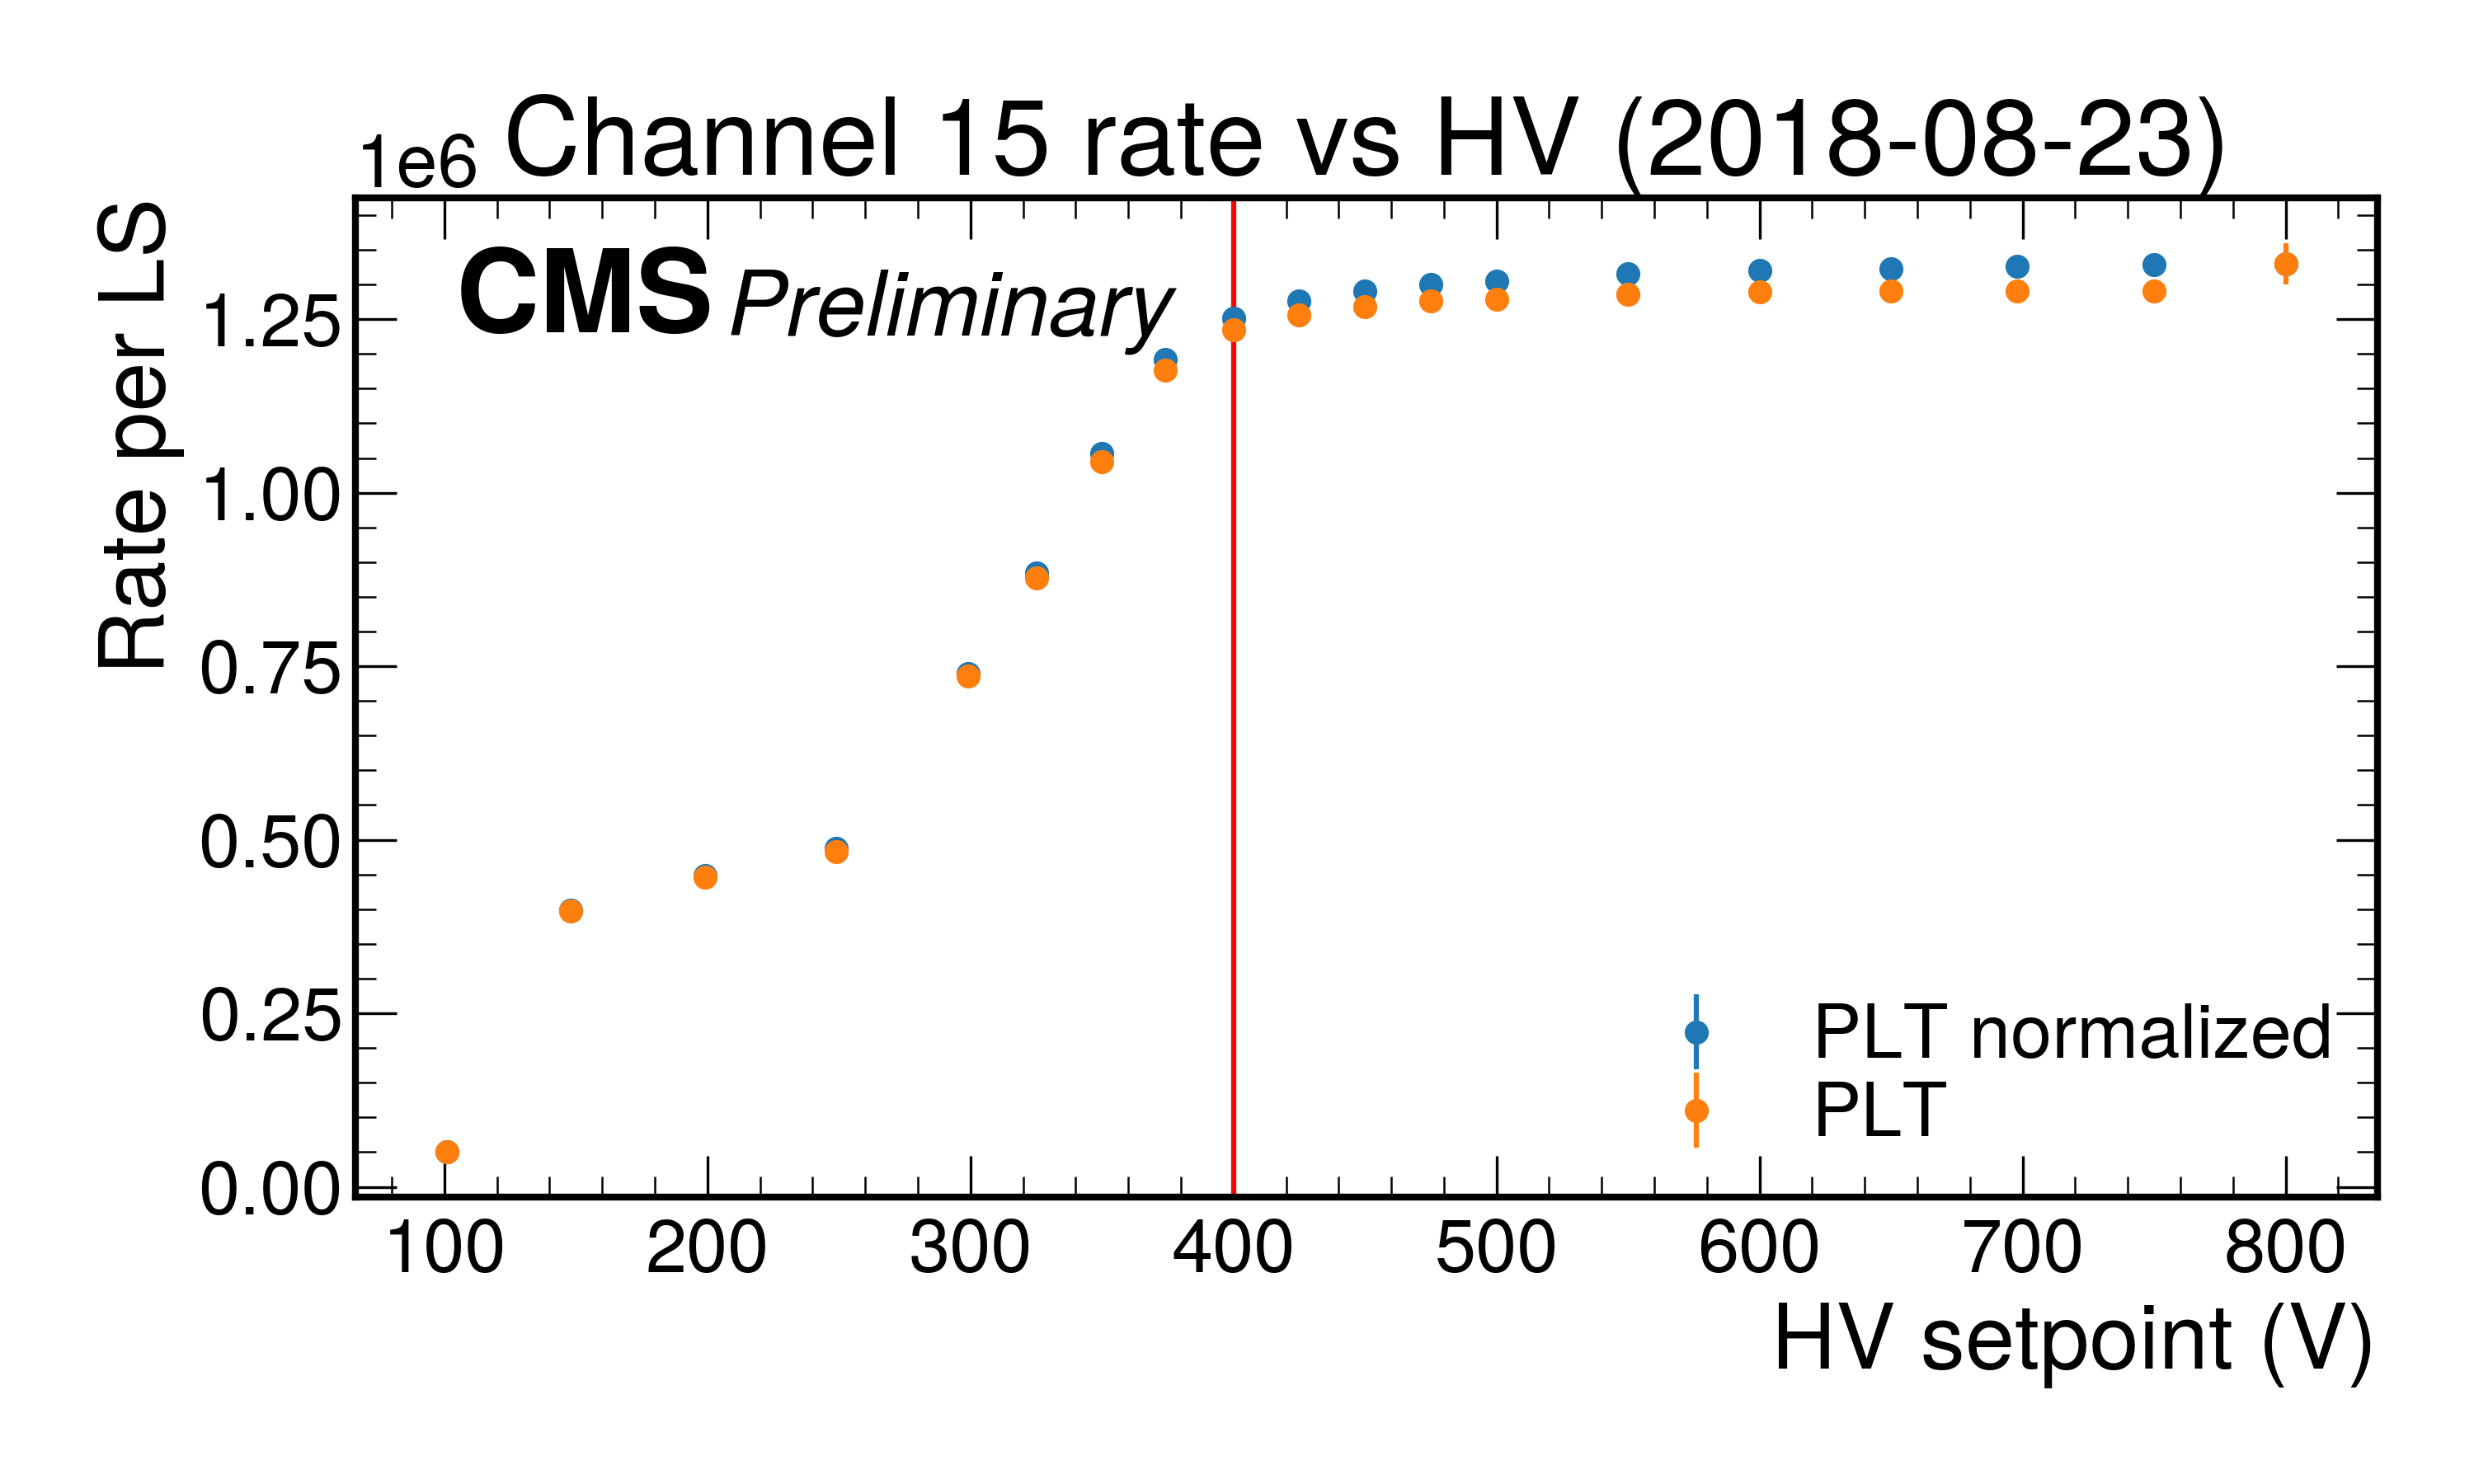 Channel 15 rate vs HV (2018-08-23)
1e6
CMS Preliminary
Rate per LS
1.25
1.00
0.75
0.50
0.25
0.00
PLT normalized
PLT
100 200 300 400 500 600 700 800
HV setpoint (V)